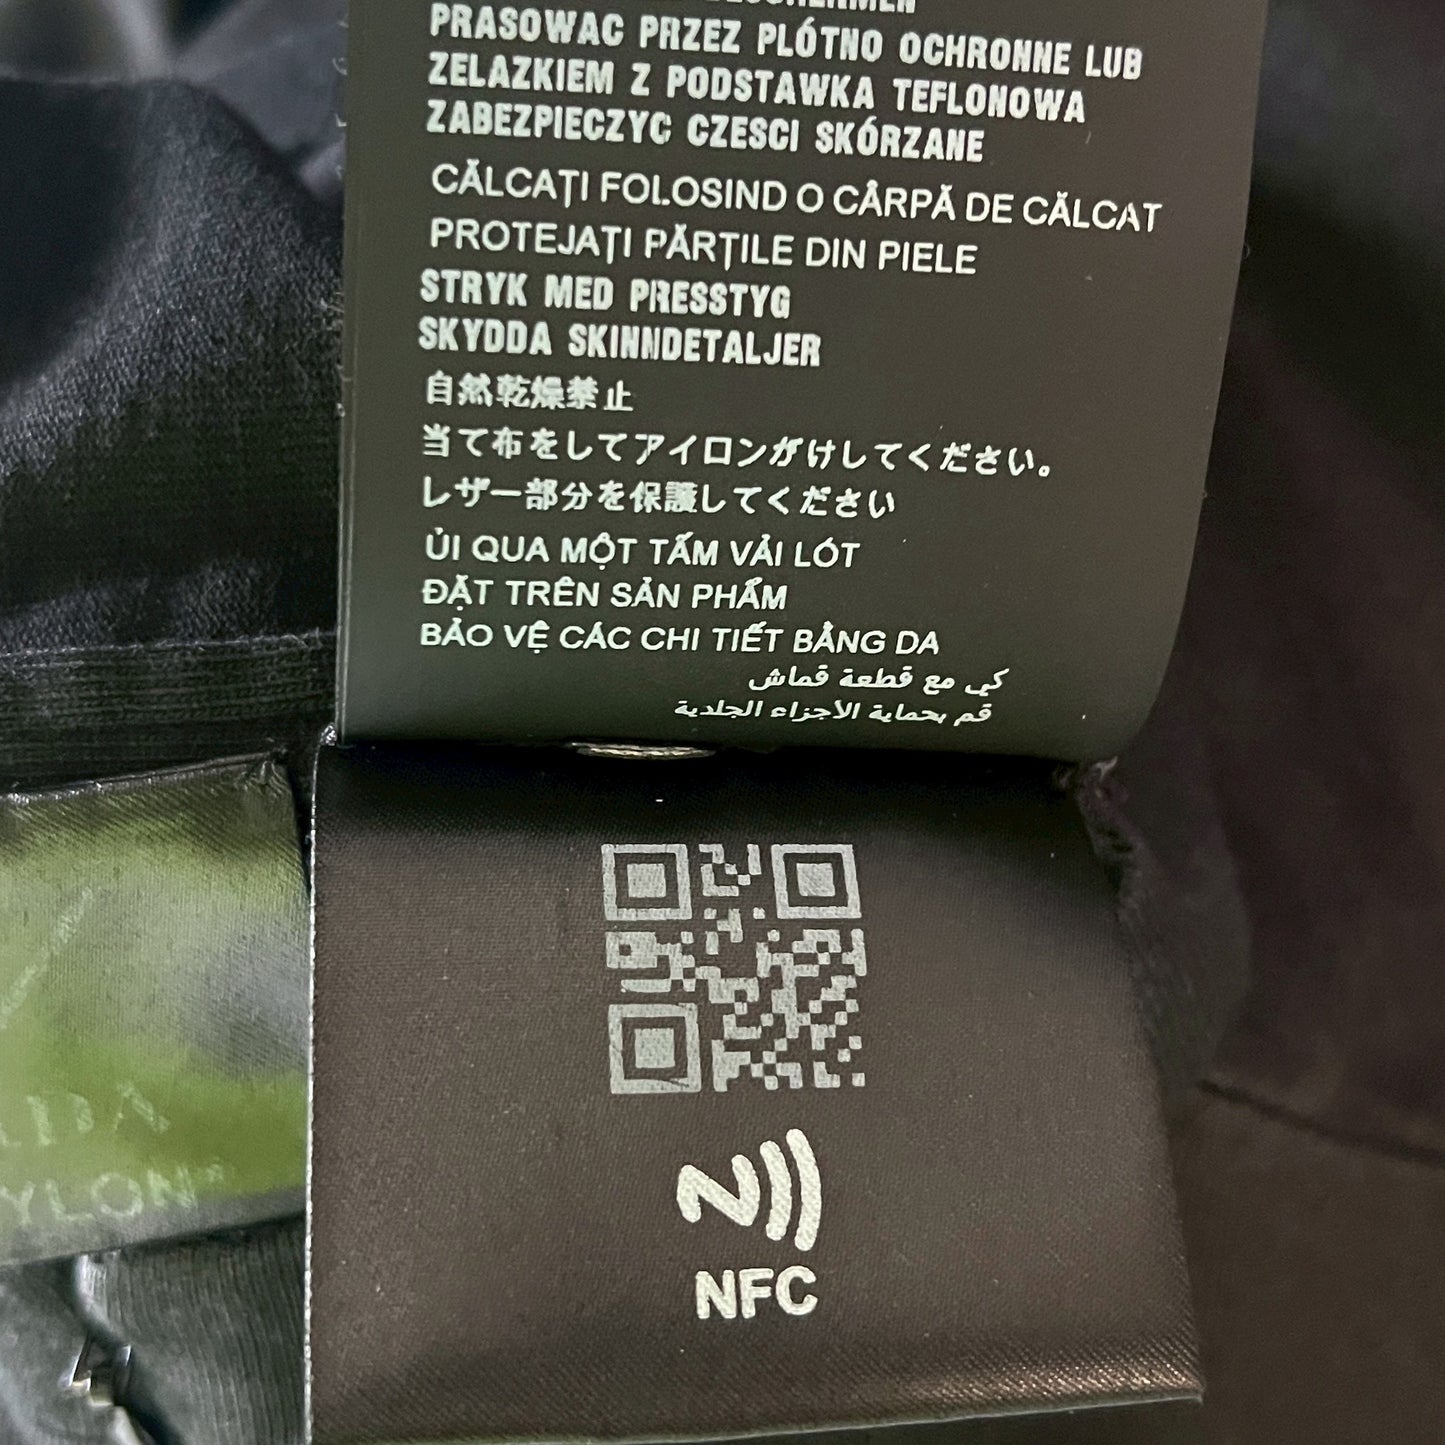 PRASOWAC PRZEZ PLÓTNO OCHRONNE LUB
ZELAZKIEM Z PODSTAWKA TEFLONOWA
ZABEZPIECZYC CZESCI SKÓRZANE
CĂLCAȚI FOLOSIND O CÂRPĂ DE CĂLCAT
PROTEJAȚI PĂRȚILE DIN PIELE
STRYK MED PRESSTYG
SKYDDA SKINNDETALJER
自然乾燥禁止
当て布をしてアイロンがけしてください。
レザー部分を保護してください
ỦI QUA MỘT TẤM VẢI LÓT
ĐẶT TRÊN SẢN PHẨM
BẢO VỆ CÁC CHI TIẾT BẰNG DA
كي مع قطعة قماش
قم بحماية الأجزاء الجلدية
NFC